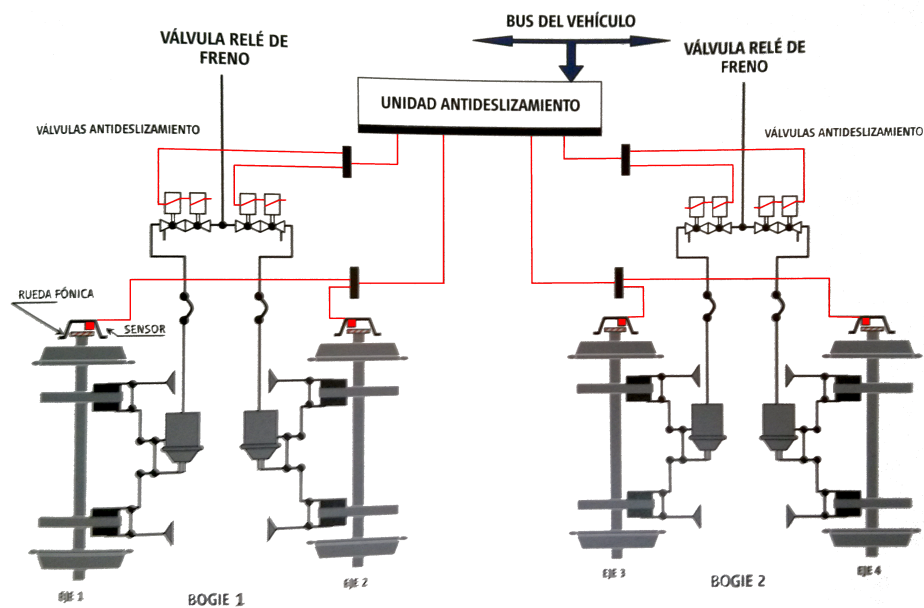 BUS DEL VEHÍCULO
VÁLVULA RELÉ DE
FRENO
VÁLVULA RELÉ DE
FRENO
UNIDAD ANTIDESLIZAMIENTO
VÁLVULAS ANTIDESLIZAMIENTO
VÁLVULAS ANTIDESLIZAMIENTO
RUEDA FÓNICA
SENSOR
EJE 1
BOGIE 1
EJE 2
EJE 3
BOGIE 2
EJE 4